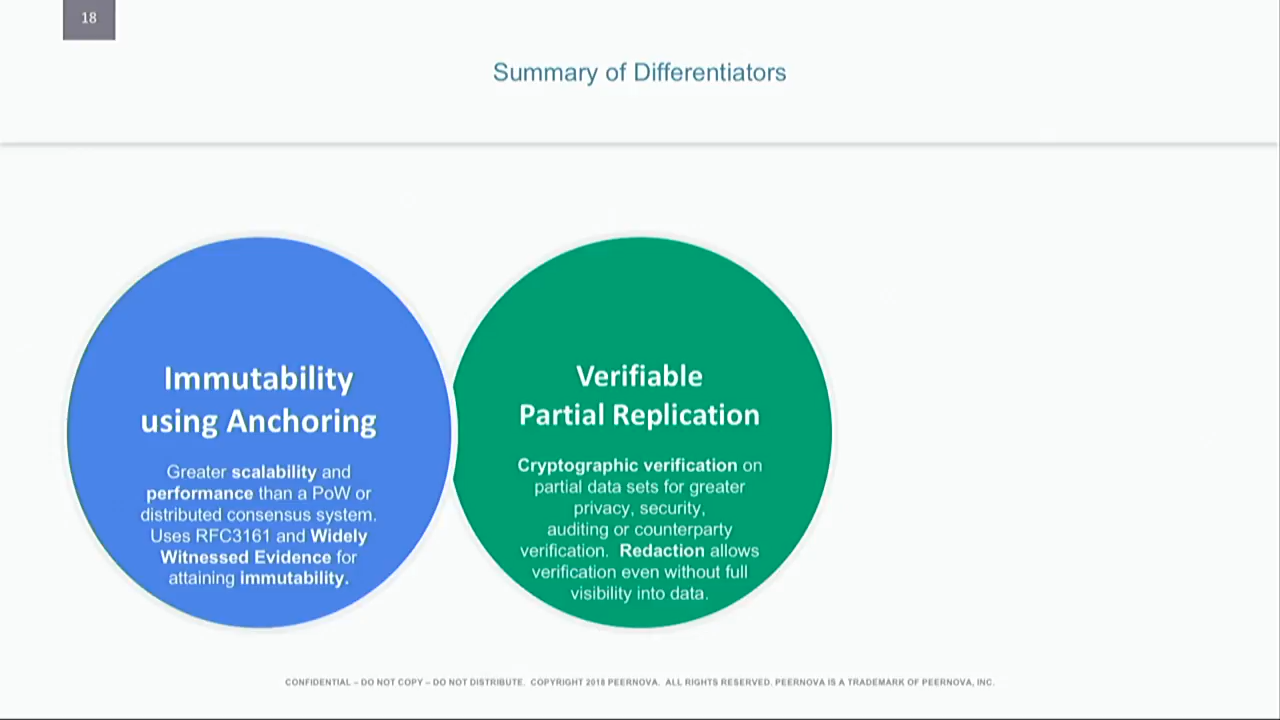 18
Summary of Differentiators
Immutability
using Anchoring
Greater scalability and
performance than a PoW or
distributed consensus system.
Uses RFC3161 and Widely
Witnessed Evidence for
attaining immutability.
Verifiable
Partial Replication
Cryptographic verification on
partial data sets for greater
privacy, security,
auditing or counterparty
verification. Redaction allows
verification even without full
visibility into data.
CONFIDENTIAL – DO NOT COPY – DO NOT DISTRIBUTE. COPYRIGHT 2018 PEERNOVA. ALL RIGHTS RESERVED. PEERNOVA IS A TRADEMARK OF PEERNOVA, INC.